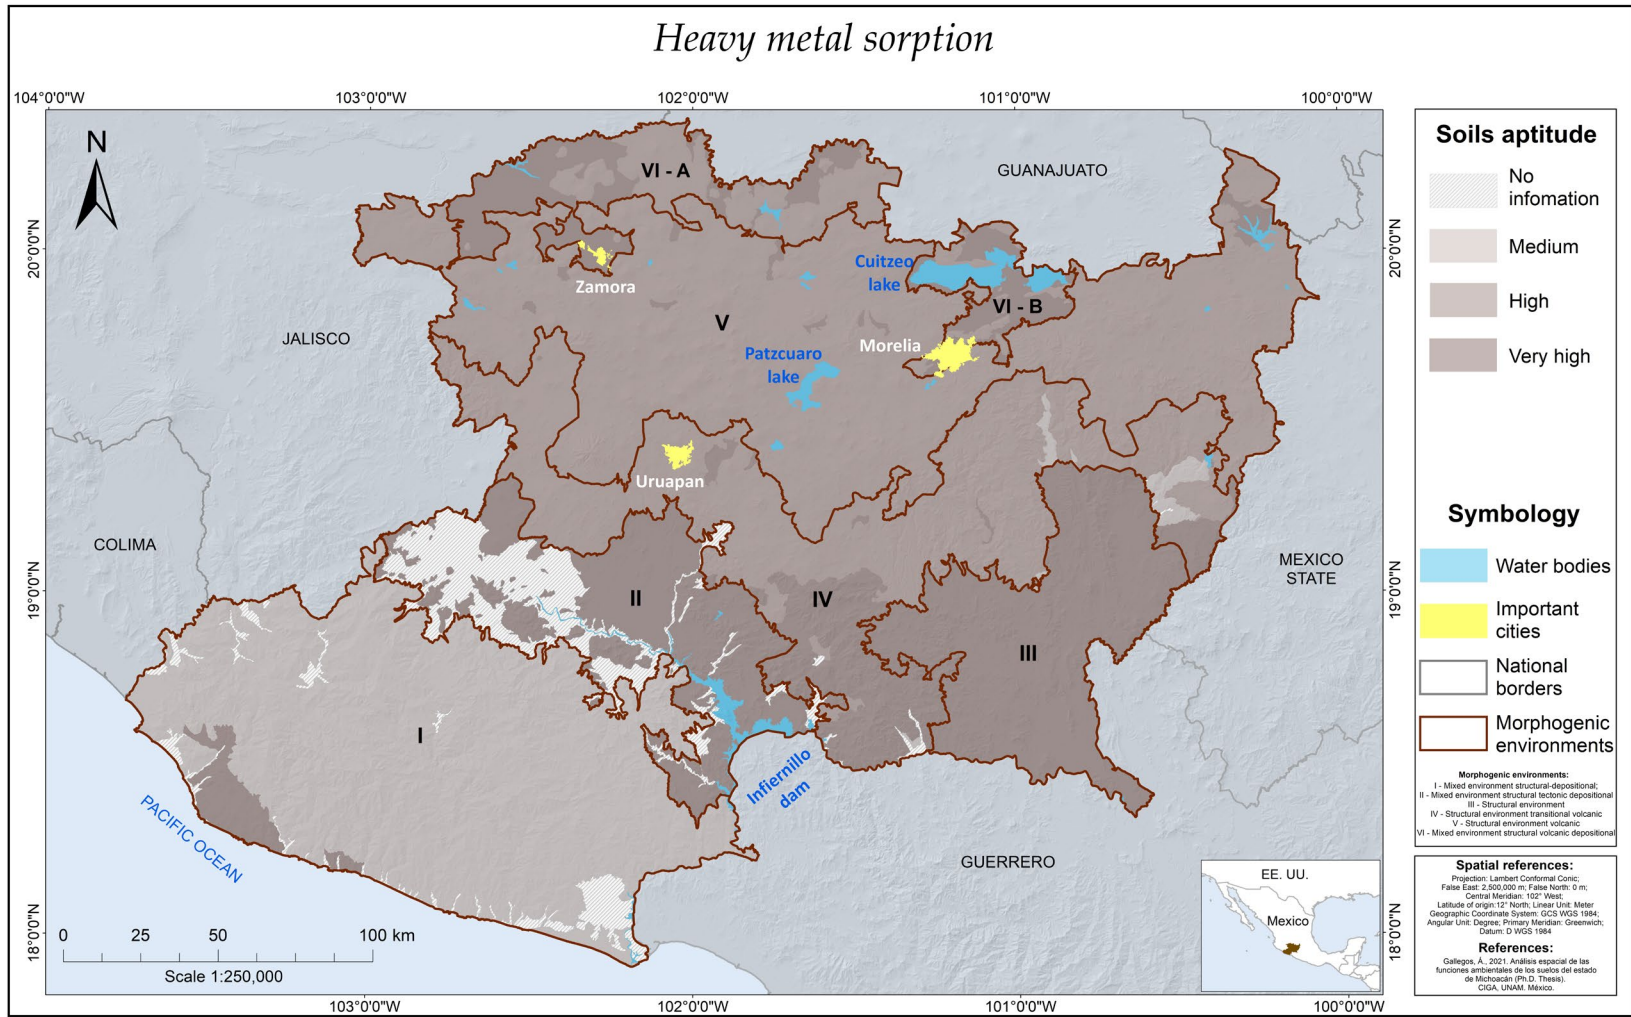 Heavy metal sorption
104°0'0"W
103°0'0"W
102°0'0"W
101°0'0"W
100°0'0"W
N
20°0'0"N
19°0'0"N
18°0'0"N
20°0'0"N
19°0'0"N
18°0'0"N
VI - A
GUANAJUATO
Zamora
Cuitzeo
lake
VI - B
V
JALISCO
Morelia
Patzcuaro
lake
Uruapan
COLIMA
MEXICO
STATE
II
IV
III
I
Infiernillo
dam
PACIFIC OCEAN
GUERRERO
0 25 50 100 km
Scale 1:250,000
103°0'0"W
102°0'0"W
101°0'0"W
100°0'0"W
EE. UU.
Mexico
Soils aptitude
No
infomation
Medium
High
Very high
Symbology
Water bodies
Important
cities
National
borders
Morphogenic
environments
Morphogenic environments:
I - Mixed environment structural-depositional;
II - Mixed environment structural tectonic depositional
III - Structural environment
IV - Structural environment transitional volcanic
V - Structural environment volcanic
VI - Mixed environment structural volcanic depositional
Spatial references:
Projection: Lambert Conformal Conic;
False East: 2,500,000 m; False North: 0 m;
Central Meridian: 102° West;
Latitude of origin:12° North; Linear Unit: Meter
Geographic Coordinate System: GCS WGS 1984;
Angular Unit: Degree; Primary Meridian: Greenwich;
Datum: D WGS 1984
References:
Gallegos, Á., 2021. Análisis espacial de las
funciones ambientales de los suelos del estado
de Michoacán (Ph.D. Thesis).
CIGA, UNAM. México.